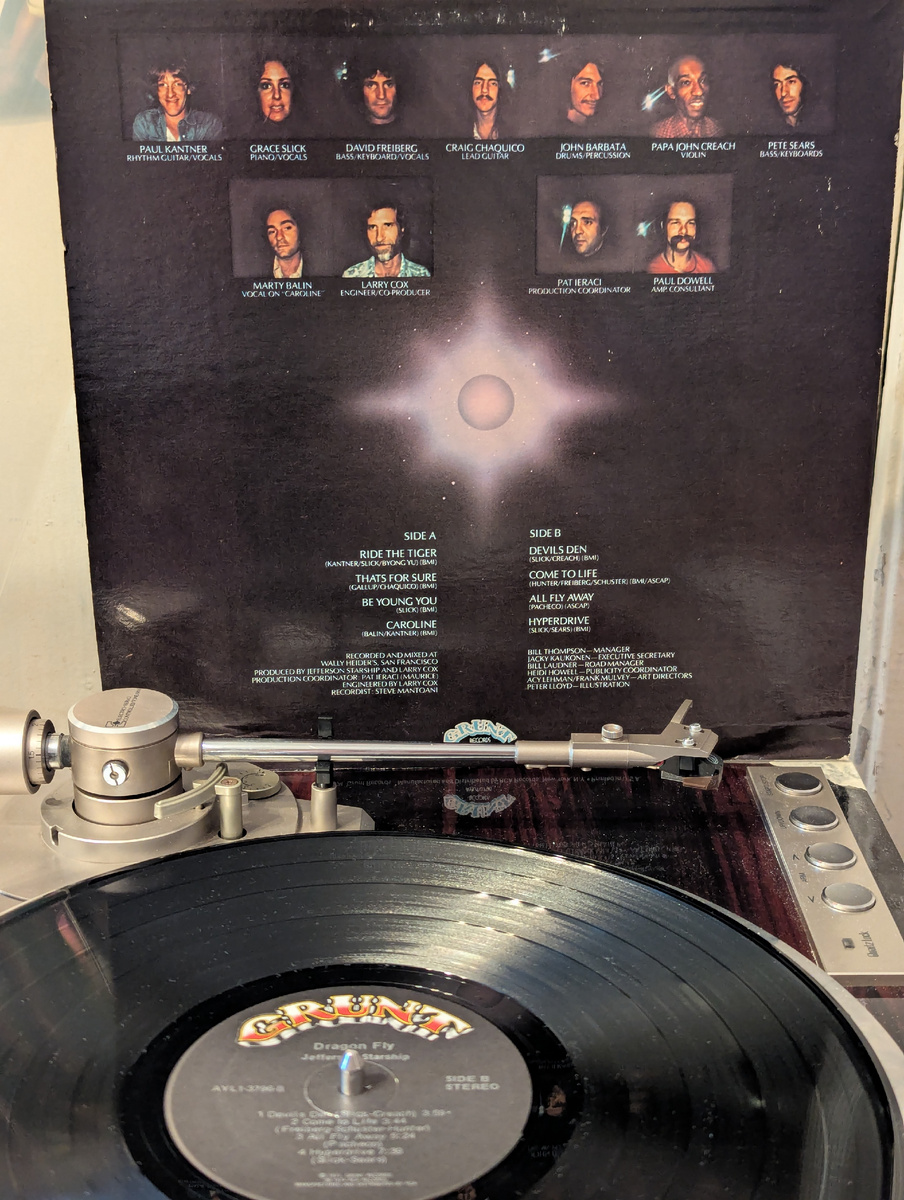 PAUL KANTNER
RHYTHM GUITAR/VOCALS
GRACE SLICK
PIANO/VOCALS
DAVID FREIBERG
BASS/KEYBOARD/VOCALS
CRAIG CHAQUICO
LEAD GUITAR
JOHN BARBATA
DRUMS/PERCUSSION
PAPA JOHN CREACH
VIOLIN
PETE SEARS
BASS/KEYBOARDS
MARTY BALIN
VOCAL ON "CAROLINE"
LARRY COX
ENGINEER/CO-PRODUCER
PAT IERACI
PRODUCTION COORDINATOR
PAUL DOWELL
AMP CONSULTANT
SIDE A
RIDE THE TIGER
(KANTNER/SLICK/BYONG YU) (BMI)
THATS FOR SURE
(GALLUP/CHAQUICO) (BMI)
BE YOUNG YOU
(SLICK) (BMI)
CAROLINE
(BALIN/KANTNER) (BMI)
RECORDED AND MIXED AT
WALLY HEIDER'S, SAN FRANCISCO
PRODUCED BY JEFFERSON STARSHIP AND LARRY COX
PRODUCTION COORDINATOR: PAT IERACI (MAURICE)
ENGINEERED BY LARRY COX
RECORDIST: STEVE MANTOANI
SIDE B
DEVILS DEN
(SLICK/CREACH) (BMI)
COME TO LIFE
(HUNTER/FREIBERG/SCHUSTER) (BMI/ASCAP)
ALL FLY AWAY
(PACHECO) (ASCAP)
HYPERDRIVE
(SLICK/SEARS) (BMI)
BILL THOMPSON—MANAGER
JACKY KAUKONEN—EXECUTIVE SECRETARY
BILL LAUDNER—ROAD MANAGER
HEIDI HOWELL—PUBLICITY COORDINATOR
ACY LEHMAN/FRANK MULVEY—ART DIRECTORS
PETER LLOYD—ILLUSTRATION
GRUNT
RECORDS
Quartz Lock
GRUNT
Dragon Fly
Starship
SIDE B
STEREO
1 Devils 3:59
2 Come to Life 3:44
(Freiberg-Schuster-Hunter)
3 All Fly Away 5:24
(Pacheco)
4 Hyperdrive 7:39
(Slick-Sears)